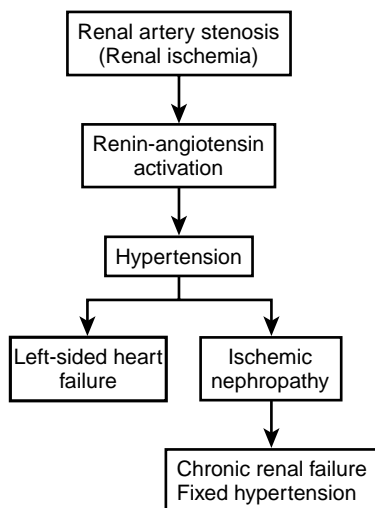 Renal artery stenosis
(Renal ischemia)
Renin-angiotensin
activation
Hypertension
Left-sided heart
failure
Ischemic
nephropathy
Chronic renal failure
Fixed hypertension